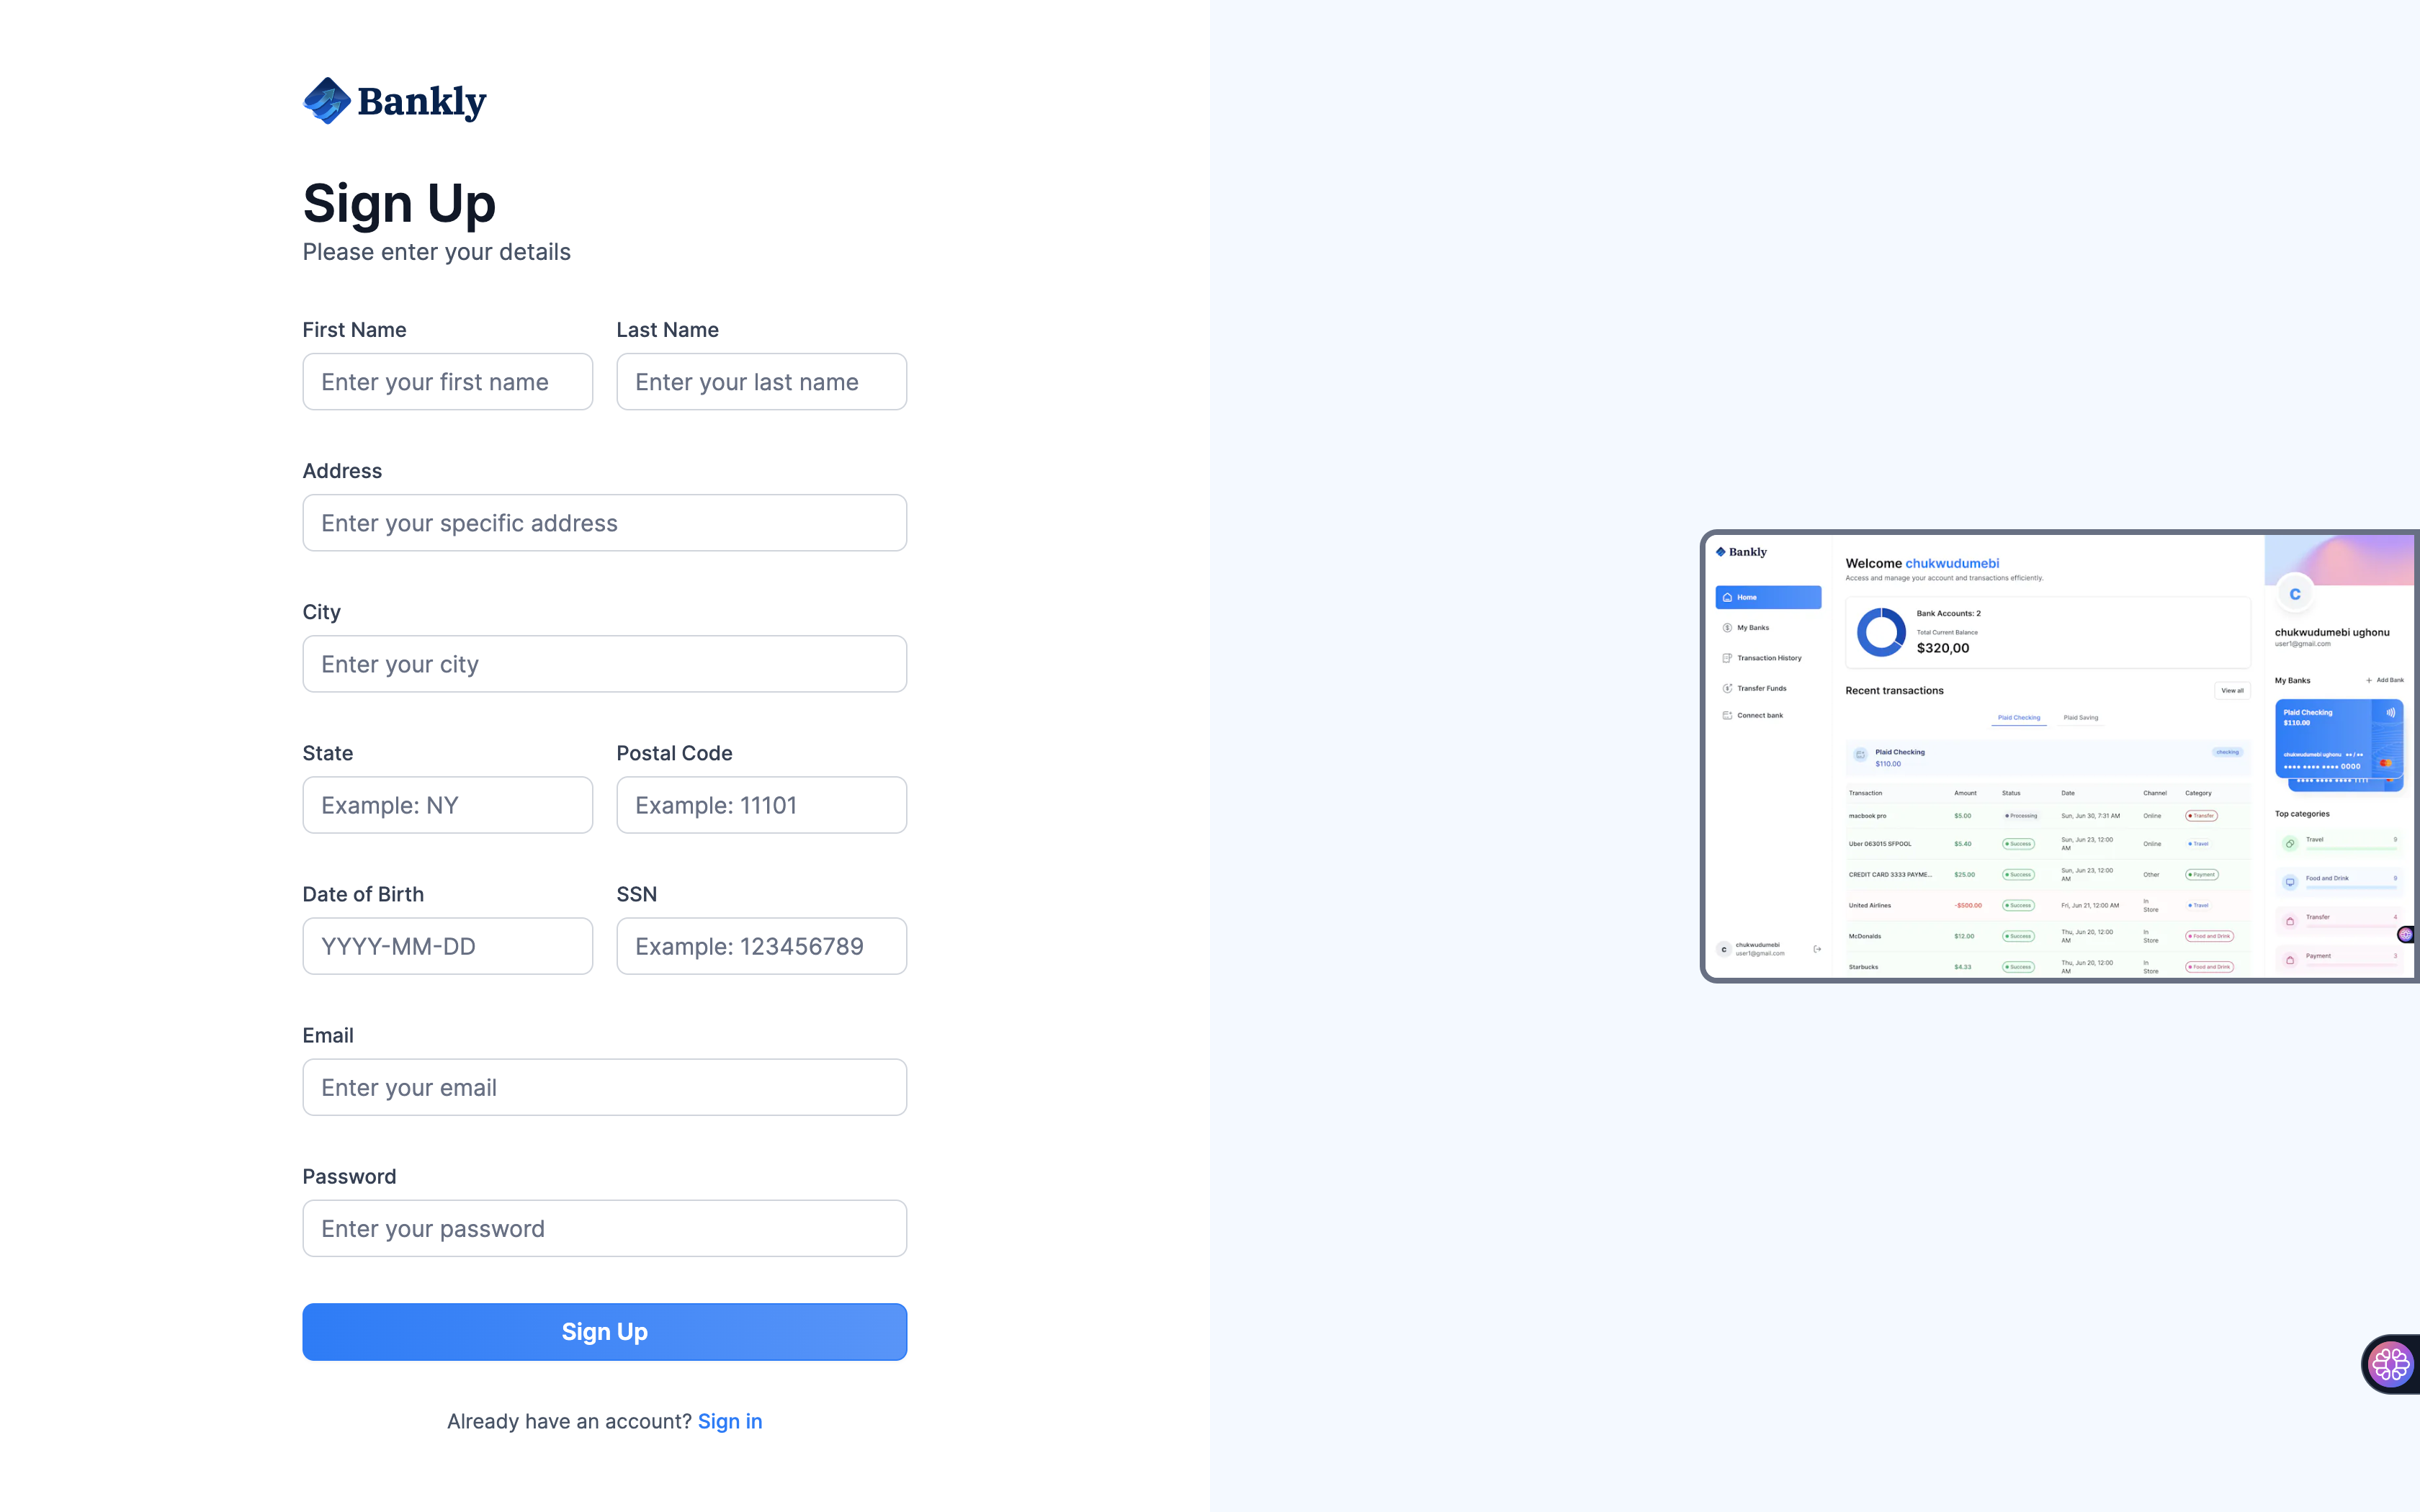 Bankly
Sign Up
Please enter your details
First Name
Last Name
Enter your first name
Enter your last name
Address
Enter your specific address
City
Enter your city
State
Postal Code
Example: NY
Example: 11101
Date of Birth
SSN
YYYY-MM-DD
Example: 123456789
Email
Enter your email
Password
Enter your password
Sign Up
Already have an account? Sign in
Bankly
Home
My Banks
Transaction History
Transfer Funds
Connect bank
C
chukwudumebi
user1@gmail.com
Welcome chukwudumebi
Access and manage your account and transactions efficiently.
Bank Accounts: 2
Total Current Balance
$320,00
Recent transactions
View all
Plaid Checking
Plaid Saving
Plaid Checking
$110.00
checking
Transaction Amount Status Date Channel Category
macbook pro $5.00 Processing Sun, Jun 30, 7:31 AM Online Transfer
Uber 063015 SFPOOL $5.40 Success Sun, Jun 23, 12:00 AM Online Travel
CREDIT CARD 3333 PAYME... $25.00 Success Sun, Jun 23, 12:00 AM Other Payment
United Airlines -$500.00 Success Fri, Jun 21, 12:00 AM In Store Travel
McDonalds $12.00 Success Thu, Jun 20, 12:00 AM In Store Food and Drink
Starbucks $4.33 Success Thu, Jun 20, 12:00 AM In Store Food and Drink
C
chukwudumebi ughonu
user1@gmail.com
My Banks
+ Add Bank
Plaid Checking
$110.00
chukwudumebi ughonu ●● / ●●
●●●● ●●●● ●●●● 0000
●●●● ●●●● ●●●● 1111
Top categories
Travel 9
Food and Drink 9
Transfer 4
Payment 3